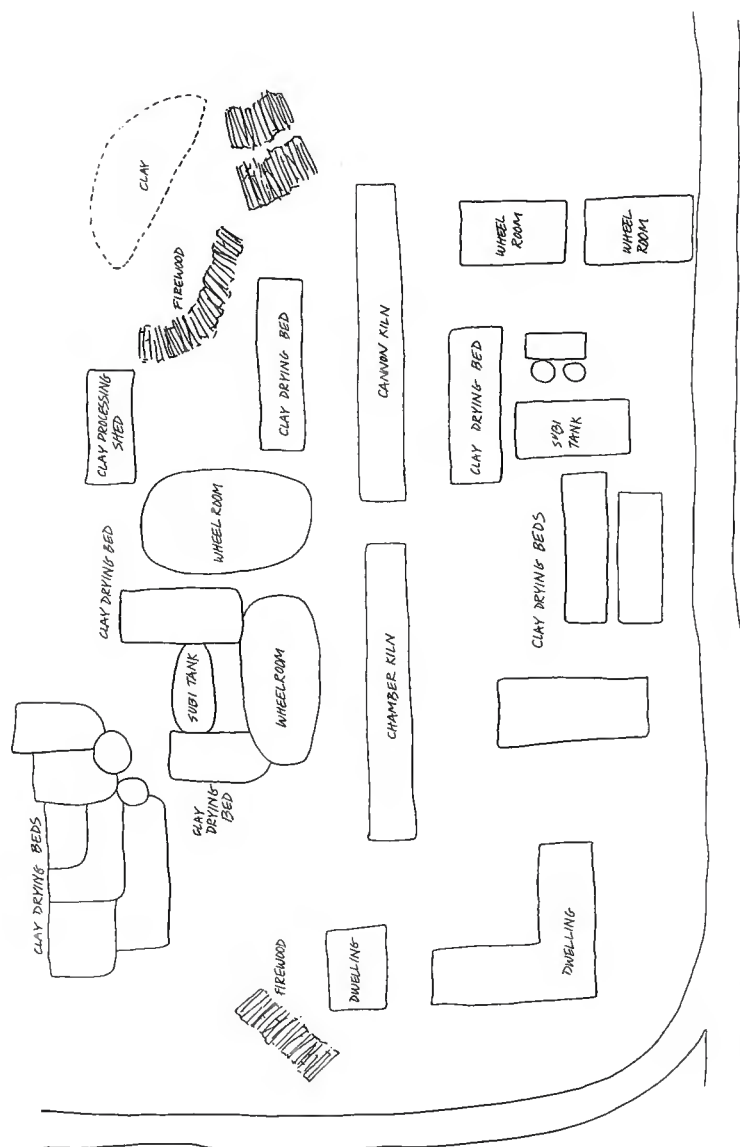 CLAY DRYING BEDS
CLAY DRYING BED
CLAY PROCESSING
SHED
CLAY
SUBI TANK
FIREWOOD
CLAY
DRYING
BED
WHEEL ROOM
FIREWOOD
WHEELROOM
CLAY DRYING BED
DWELLING
CHAMBER KILN
CANNON KILN
CLAY DRYING BED
WHEEL
ROOM
CLAY DRYING BEDS
DWELLING
SUBI
TANK
WHEEL
ROOM